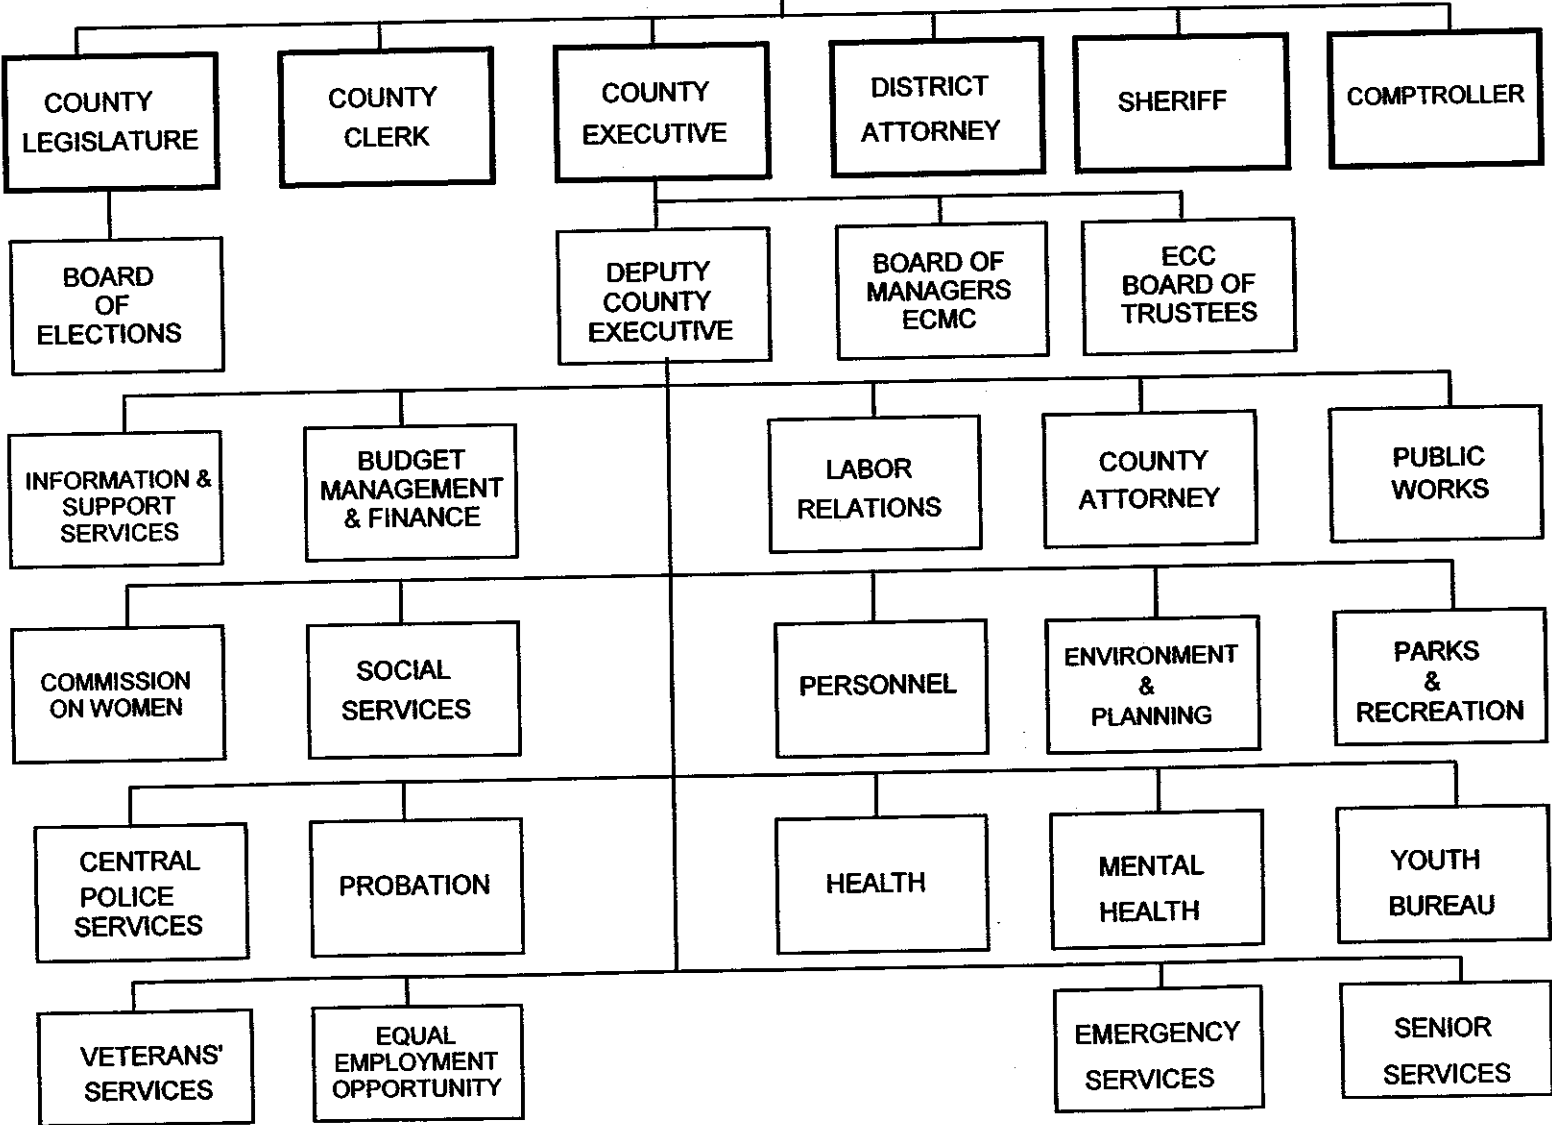 COUNTY
LEGISLATURE
COUNTY
CLERK
COUNTY
EXECUTIVE
DISTRICT
ATTORNEY
SHERIFF
COMPTROLLER
BOARD
OF
ELECTIONS
DEPUTY
COUNTY
EXECUTIVE
BOARD OF
MANAGERS
ECMC
ECC
BOARD OF
TRUSTEES
INFORMATION &
SUPPORT
SERVICES
BUDGET
MANAGEMENT
& FINANCE
LABOR
RELATIONS
COUNTY
ATTORNEY
PUBLIC
WORKS
COMMISSION
ON WOMEN
SOCIAL
SERVICES
PERSONNEL
ENVIRONMENT
&
PLANNING
PARKS
&
RECREATION
CENTRAL
POLICE
SERVICES
PROBATION
HEALTH
MENTAL
HEALTH
YOUTH
BUREAU
VETERANS'
SERVICES
EQUAL
EMPLOYMENT
OPPORTUNITY
EMERGENCY
SERVICES
SENIOR
SERVICES